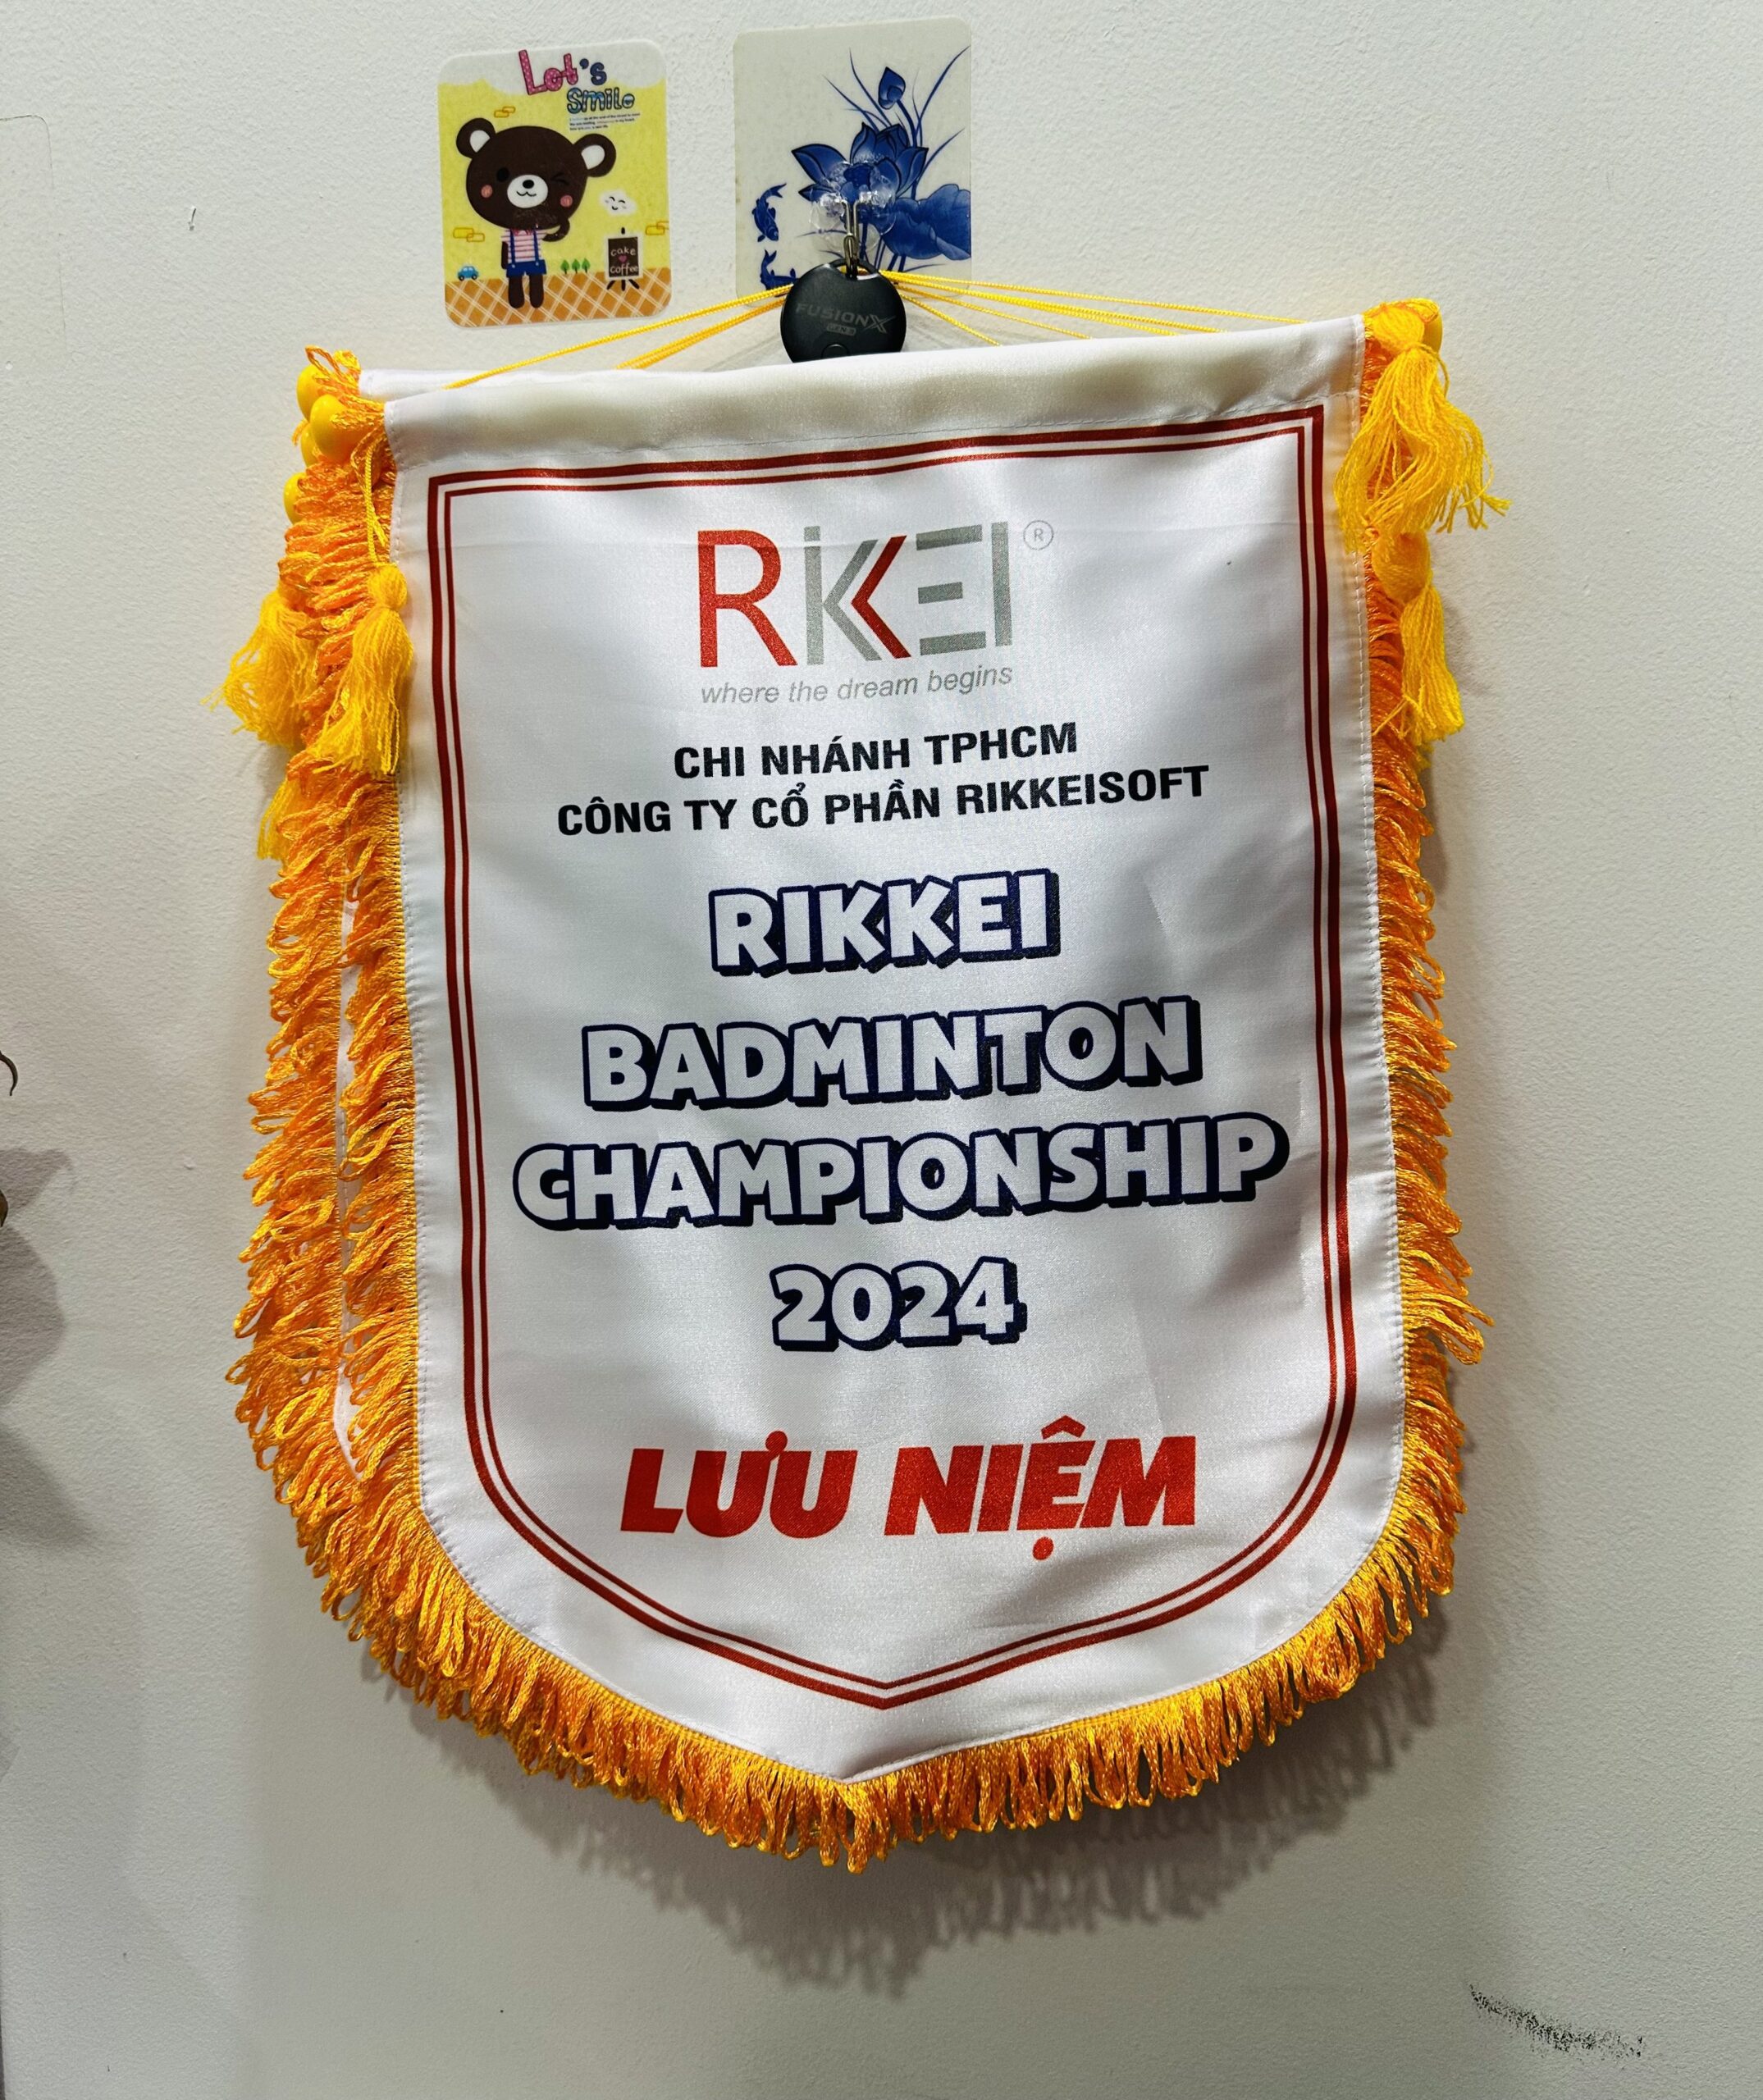 Let's
Smile
cake
coffee
FUSION X
RIKKEI ®
where the dream begins
CHI NHÁNH TPHCM
CÔNG TY CỔ PHẦN RIKKEISOFT
RIKKEI
BADMINTON
CHAMPIONSHIP
2024
LƯU NIỆM